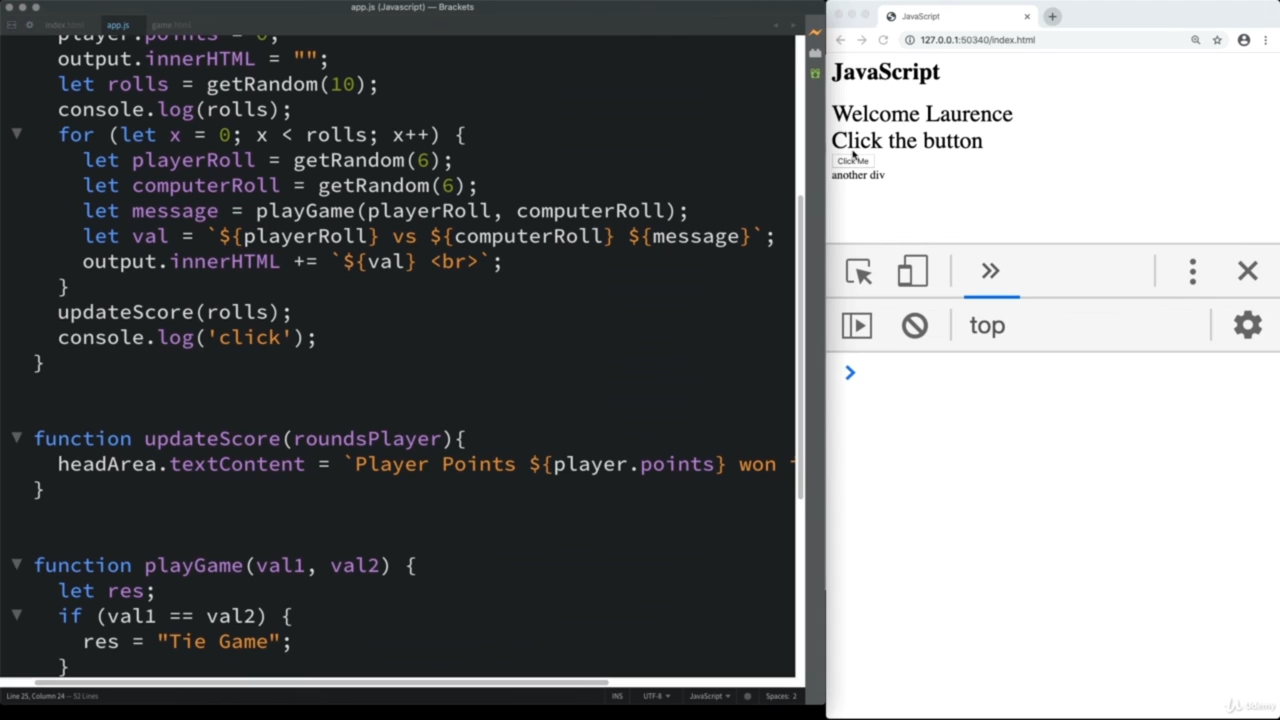 app.js (Javascript) — Brackets
index.html app.js game.html
player.points = 0;
output.innerHTML = "";
let rolls = getRandom(10);
console.log(rolls);
for (let x = 0; x < rolls; x++) {
let playerRoll = getRandom(6);
let computerRoll = getRandom(6);
let message = playGame(playerRoll, computerRoll);
let val = `${playerRoll} vs ${computerRoll} ${message}`;
output.innerHTML += `${val} <br>`;
}
updateScore(rolls);
console.log('click');
}
function updateScore(roundsPlayer){
headArea.textContent = `Player Points ${player.points} won
}
function playGame(val1, val2) {
let res;
if (val1 == val2) {
res = "Tie Game";
}
Line 25, Column 24 — 52 Lines
INS UTF-8 JavaScript Spaces: 2
JavaScript
127.0.0.1:50340/index.html
JavaScript
Welcome Laurence
Click the button
Click Me
another div
top
Udemy